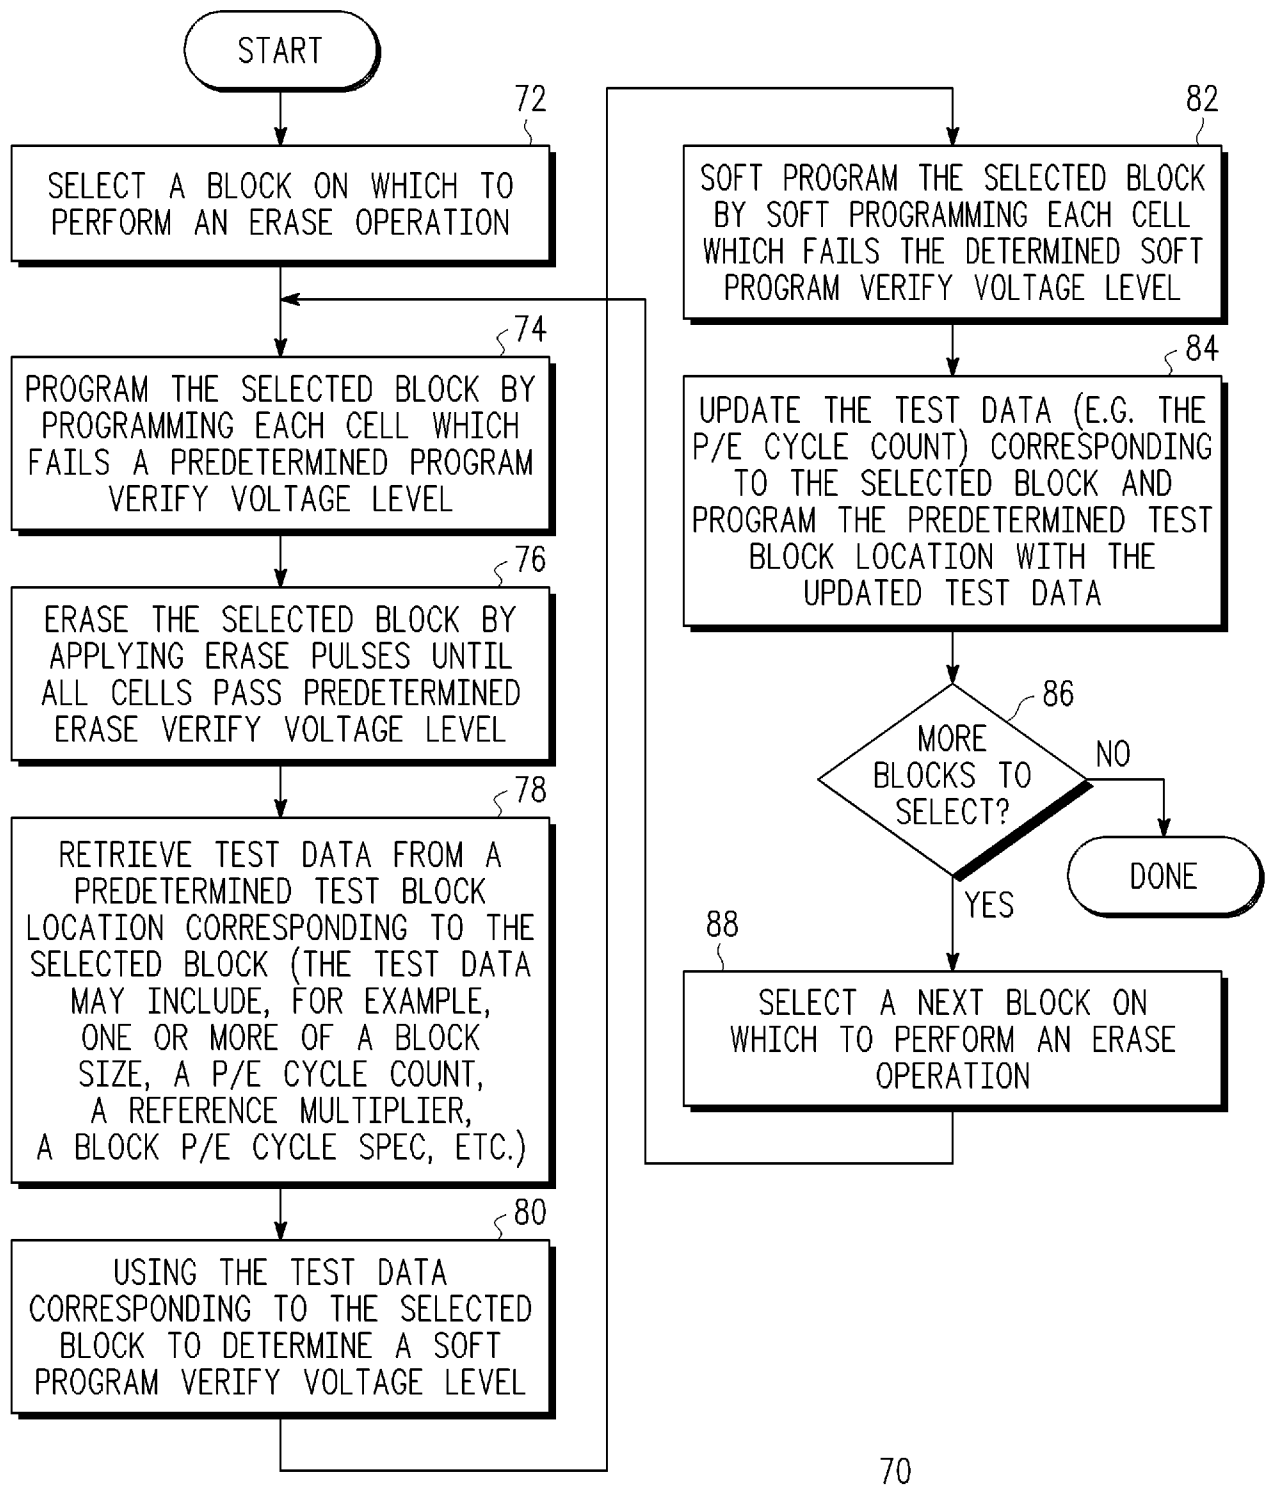 START
72
SELECT A BLOCK ON WHICH TO
PERFORM AN ERASE OPERATION
74
PROGRAM THE SELECTED BLOCK BY
PROGRAMMING EACH CELL WHICH
FAILS A PREDETERMINED PROGRAM
VERIFY VOLTAGE LEVEL
76
ERASE THE SELECTED BLOCK BY
APPLYING ERASE PULSES UNTIL
ALL CELLS PASS PREDETERMINED
ERASE VERIFY VOLTAGE LEVEL
78
RETRIEVE TEST DATA FROM A
PREDETERMINED TEST BLOCK
LOCATION CORRESPONDING TO THE
SELECTED BLOCK (THE TEST DATA
MAY INCLUDE, FOR EXAMPLE,
ONE OR MORE OF A BLOCK
SIZE, A P/E CYCLE COUNT,
A REFERENCE MULTIPLIER,
A BLOCK P/E CYCLE SPEC, ETC.)
80
USING THE TEST DATA
CORRESPONDING TO THE SELECTED
BLOCK TO DETERMINE A SOFT
PROGRAM VERIFY VOLTAGE LEVEL
82
SOFT PROGRAM THE SELECTED BLOCK
BY SOFT PROGRAMMING EACH CELL
WHICH FAILS THE DETERMINED SOFT
PROGRAM VERIFY VOLTAGE LEVEL
84
UPDATE THE TEST DATA (E.G. THE
P/E CYCLE COUNT) CORRESPONDING
TO THE SELECTED BLOCK AND
PROGRAM THE PREDETERMINED TEST
BLOCK LOCATION WITH THE
UPDATED TEST DATA
86
MORE
BLOCKS TO
SELECT?
NO
DONE
YES
88
SELECT A NEXT BLOCK ON
WHICH TO PERFORM AN ERASE
OPERATION
70